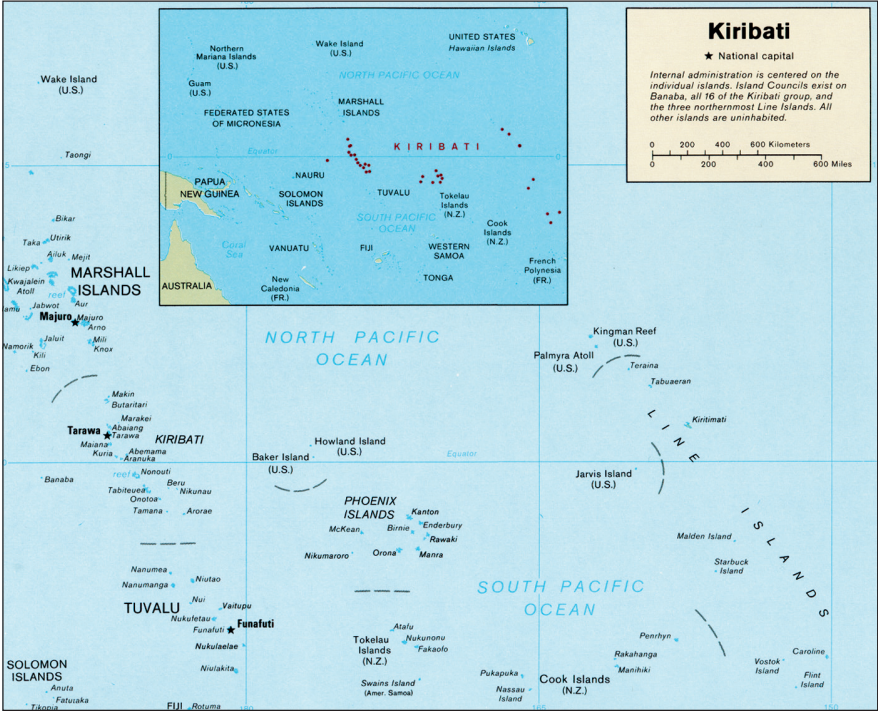 Kiribati
★ National capital
Internal administration is centered on the
individual islands. Island Councils exist on
Banaba, all 16 of the Kiribati group, and
the three northernmost Line Islands. All
other islands are uninhabited.
0 200 400 600 Kilometers
0 200 400 600 Miles
UNITED STATES
Hawaiian Islands
Northern
Mariana Islands
(U.S.)
Wake Island
(U.S.)
NORTH PACIFIC OCEAN
Guam
(U.S.)
MARSHALL
ISLANDS
FEDERATED STATES
OF MICRONESIA
KIRIBATI
Equator
NAURU
PAPUA
NEW GUINEA
SOLOMON
ISLANDS
TUVALU
Tokelau
Islands
(N.Z.)
SOUTH PACIFIC
OCEAN
Cook
Islands
(N.Z.)
Coral
Sea
VANUATU
FIJI
WESTERN
SAMOA
French
Polynesia
(FR.)
New
Caledonia
(FR.)
TONGA
AUSTRALIA
Wake Island
(U.S.)
Taongi
Bikar
Taka
Utirik
Ailuk
Mejit
Likiep
Kwajalein
Atoll
MARSHALL
ISLANDS
reef
Jabwot
Aur
Majuro
Majuro
Arno
Jaluit
Mili
Knox
Namorik
Kili
Ebon
NORTH PACIFIC
OCEAN
Kingman Reef
(U.S.)
Palmyra Atoll
(U.S.)
Teraina
Tabuaeran
Makin
Butaritari
Marakei
Abaiang
Tarawa
Tarawa
Maiana
KIRIBATI
Kuria
Abemama
Aranuka
Kiritimati
LINE
ISLANDS
Howland Island
(U.S.)
Baker Island
(U.S.)
Equator
reef
Nonouti
Banaba
Tabiteuea
Beru
Nikunau
Onotoa
Tamana
Arorae
Jarvis Island
(U.S.)
PHOENIX
ISLANDS
Kanton
McKean
Birnie
Enderbury
Rawaki
Nikumaroro
Orona
Manra
Malden Island
Starbuck
Island
Nanumea
Nanumanga
Niutao
Nui
TUVALU
Vaitupu
Nukufetau
Funafuti
Funafuti
Nukulaelae
Niulakita
SOUTH PACIFIC
OCEAN
Atafu
Tokelau
Islands
(N.Z.)
Nukunonu
Fakaofo
Swains Island
(Amer. Samoa)
Penrhyn
Rakahanga
Manihiki
Pukapuka
Nassau
Island
Cook Islands
(N.Z.)
Vostok
Island
Caroline
Flint
Island
SOLOMON
ISLANDS
Anuta
Fatutaka
Tikopia
FIJI
Rotuma
180
165
150